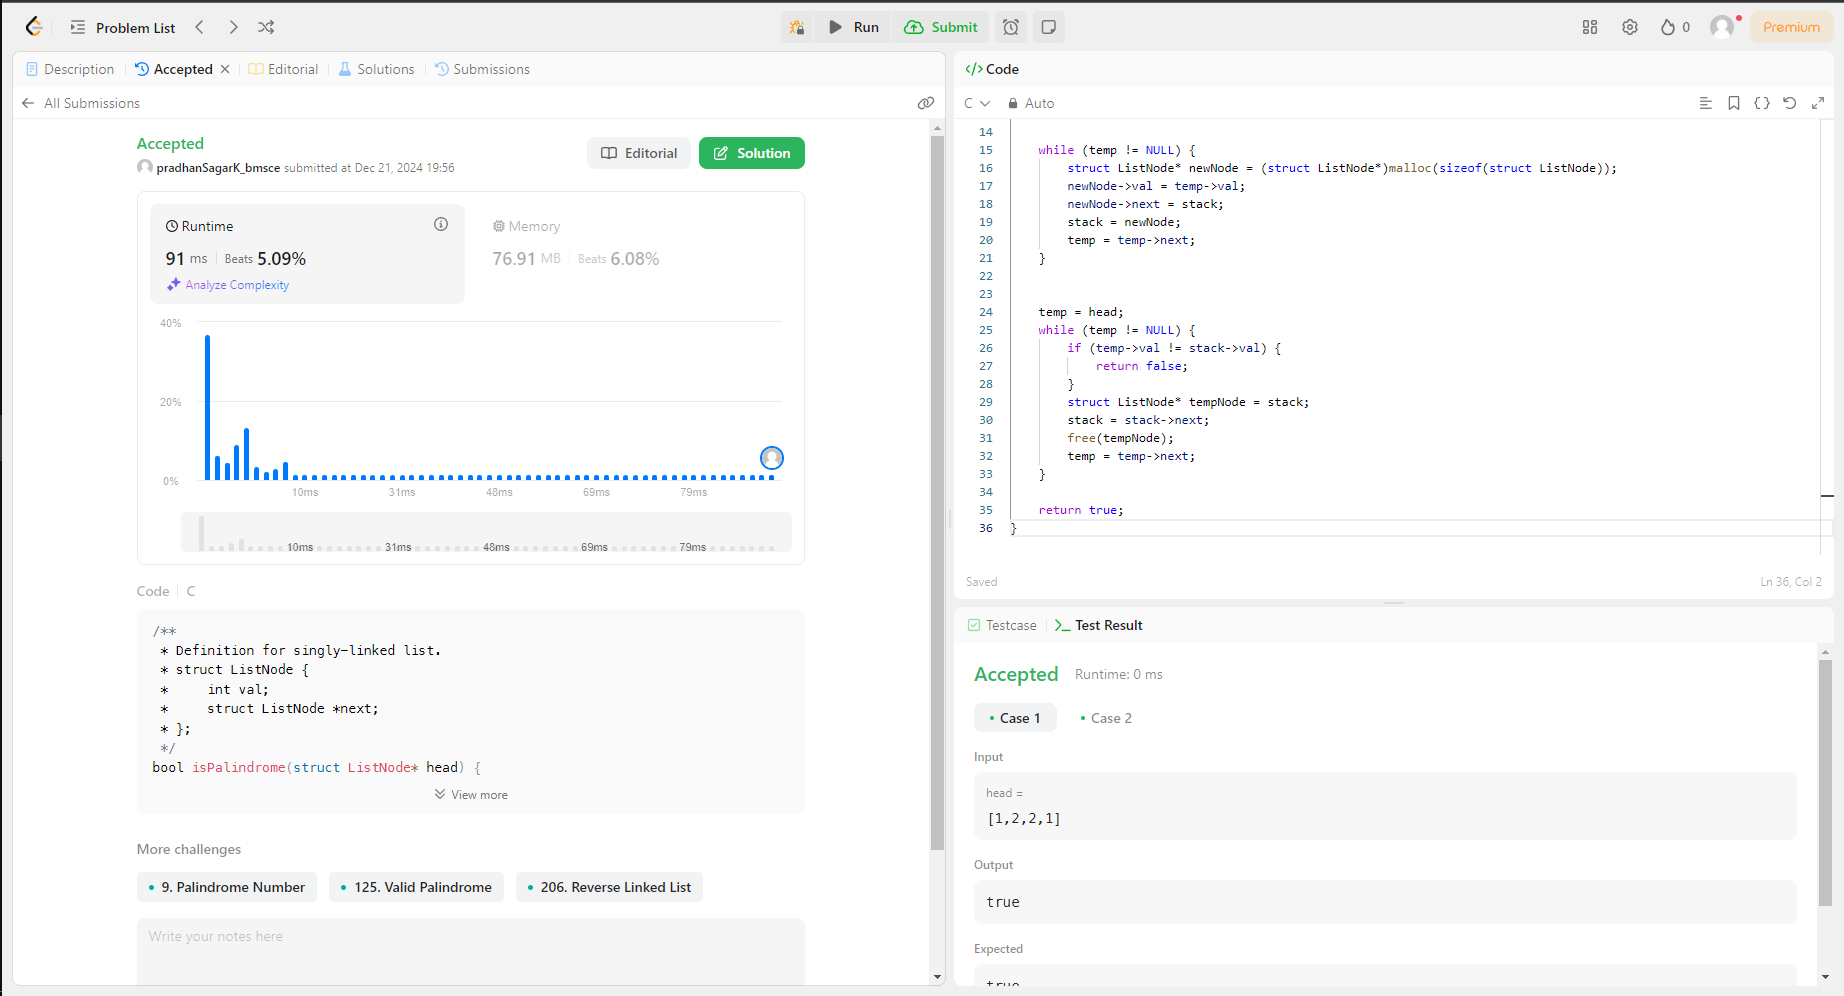 Problem List
Run
Submit
0
Premium
Description
Accepted
Editorial
Solutions
Submissions
All Submissions
Accepted
pradhanSagarK_bmsce submitted at Dec 21, 2024 19:56
Editorial
Solution
Runtime
91 ms
Beats 5.09%
Analyze Complexity
Memory
76.91 MB
Beats 6.08%
40%
20%
0%
10ms 31ms 48ms 69ms 79ms
10ms 31ms 48ms 69ms 79ms
Code
C
/**
 * Definition for singly-linked list.
 * struct ListNode {
 *     int val;
 *     struct ListNode *next;
 * };
 */
bool isPalindrome(struct ListNode* head) {
View more
More challenges
9. Palindrome Number
125. Valid Palindrome
206. Reverse Linked List
Write your notes here
</> Code
C
Auto
14
15     while (temp != NULL) {
16         struct ListNode* newNode = (struct ListNode*)malloc(sizeof(struct ListNode));
17         newNode->val = temp->val;
18         newNode->next = stack;
19         stack = newNode;
20         temp = temp->next;
21     }
22
23
24     temp = head;
25     while (temp != NULL) {
26         if (temp->val != stack->val) {
27             return false;
28         }
29         struct ListNode* tempNode = stack;
30         stack = stack->next;
31         free(tempNode);
32         temp = temp->next;
33     }
34
35     return true;
36 }
Saved
Ln 36, Col 2
Testcase
Test Result
Accepted
Runtime: 0 ms
Case 1
Case 2
Input
head =
[1,2,2,1]
Output
true
Expected
true